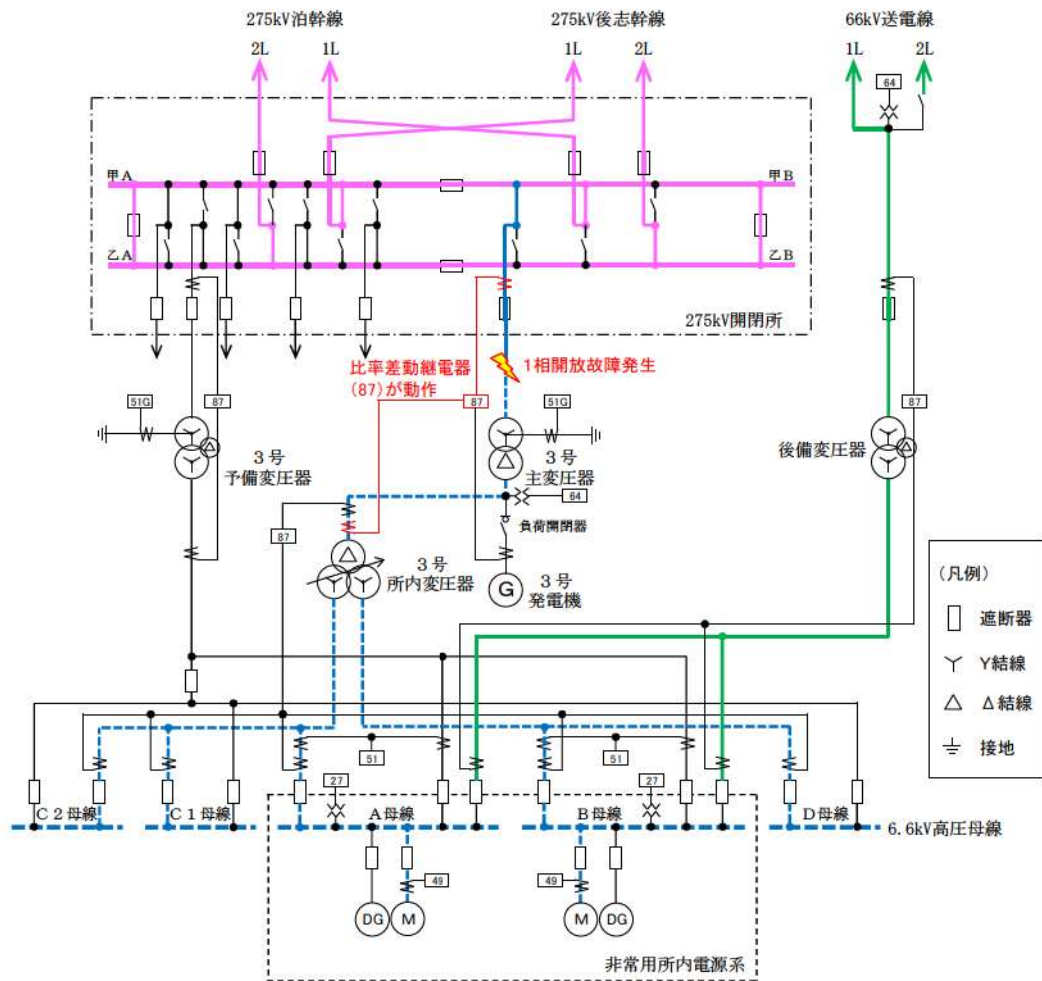 275kV泊幹線
275kV後志幹線
66kV送電線
2L
1L
1L
2L
1L
2L
64
甲A
甲B
乙A
乙B
275kV開閉所
比率差動継電器
(87)が動作
1相開放故障発生
51G
87
87
51G
87
3号
予備変圧器
3号
主変圧器
後備変圧器
64
87
負荷開閉器
3号
所内変圧器
G
3号
発電機
(凡例)
遮断器
Y結線
Δ結線
接地
51
51
27
27
C2母線
C1母線
A母線
B母線
D母線
6.6kV高圧母線
49
49
DG
M
M
DG
非常用所内電源系